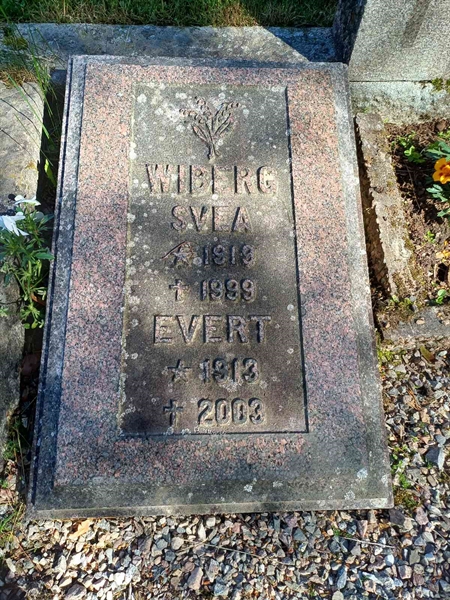 WIBERG
SVEA
* 1919
† 1999
EVERT
* 1913
† 2003